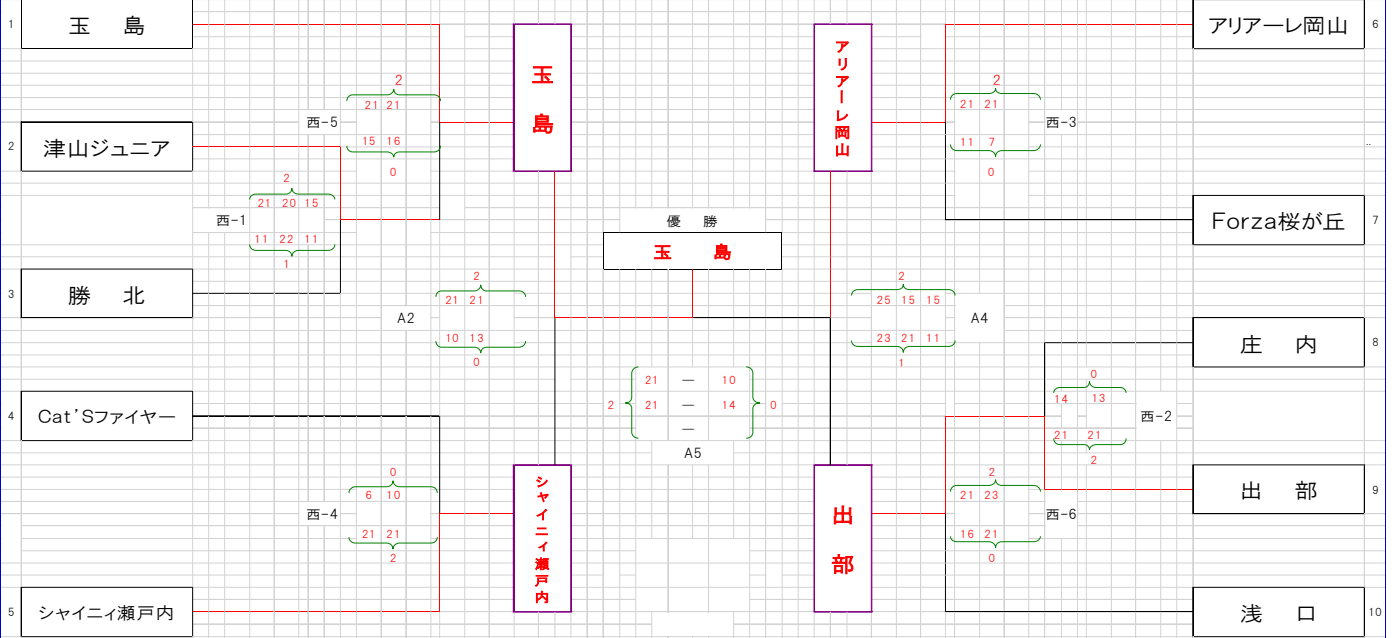 1 玉 島
2 津山ジュニア
3 勝 北
4 Cat'Sファイヤー
5 シャイニィ瀬戸内
西-5
2
21 21
15 16
0
西-1
2
21 20 15
11 22 11
1
西-4
0
6 10
21 21
2
玉島
シャイニィ瀬戸内
A2
2
21 21
10 13
0
優 勝
玉 島
2
21 — 10
21 — 14
—
0
A5
アリアーレ岡山
出部
A4
2
25 15 15
23 21 11
1
西-3
2
21 21
11 7
0
西-2
0
14 13
21 21
2
西-6
2
21 23
16 21
0
アリアーレ岡山 6
Forza桜が丘 7
..
庄 内 8
出 部 9
浅 口 10